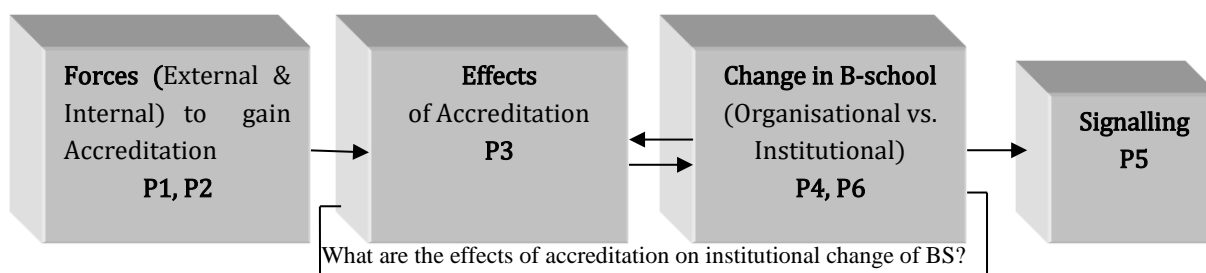 Forces (External &
Internal) to gain
Accreditation
P1, P2
Effects
of Accreditation
P3
Change in B-school
(Organisational vs.
Institutional)
P4, P6
Signalling
P5
What are the effects of accreditation on institutional change of BS?